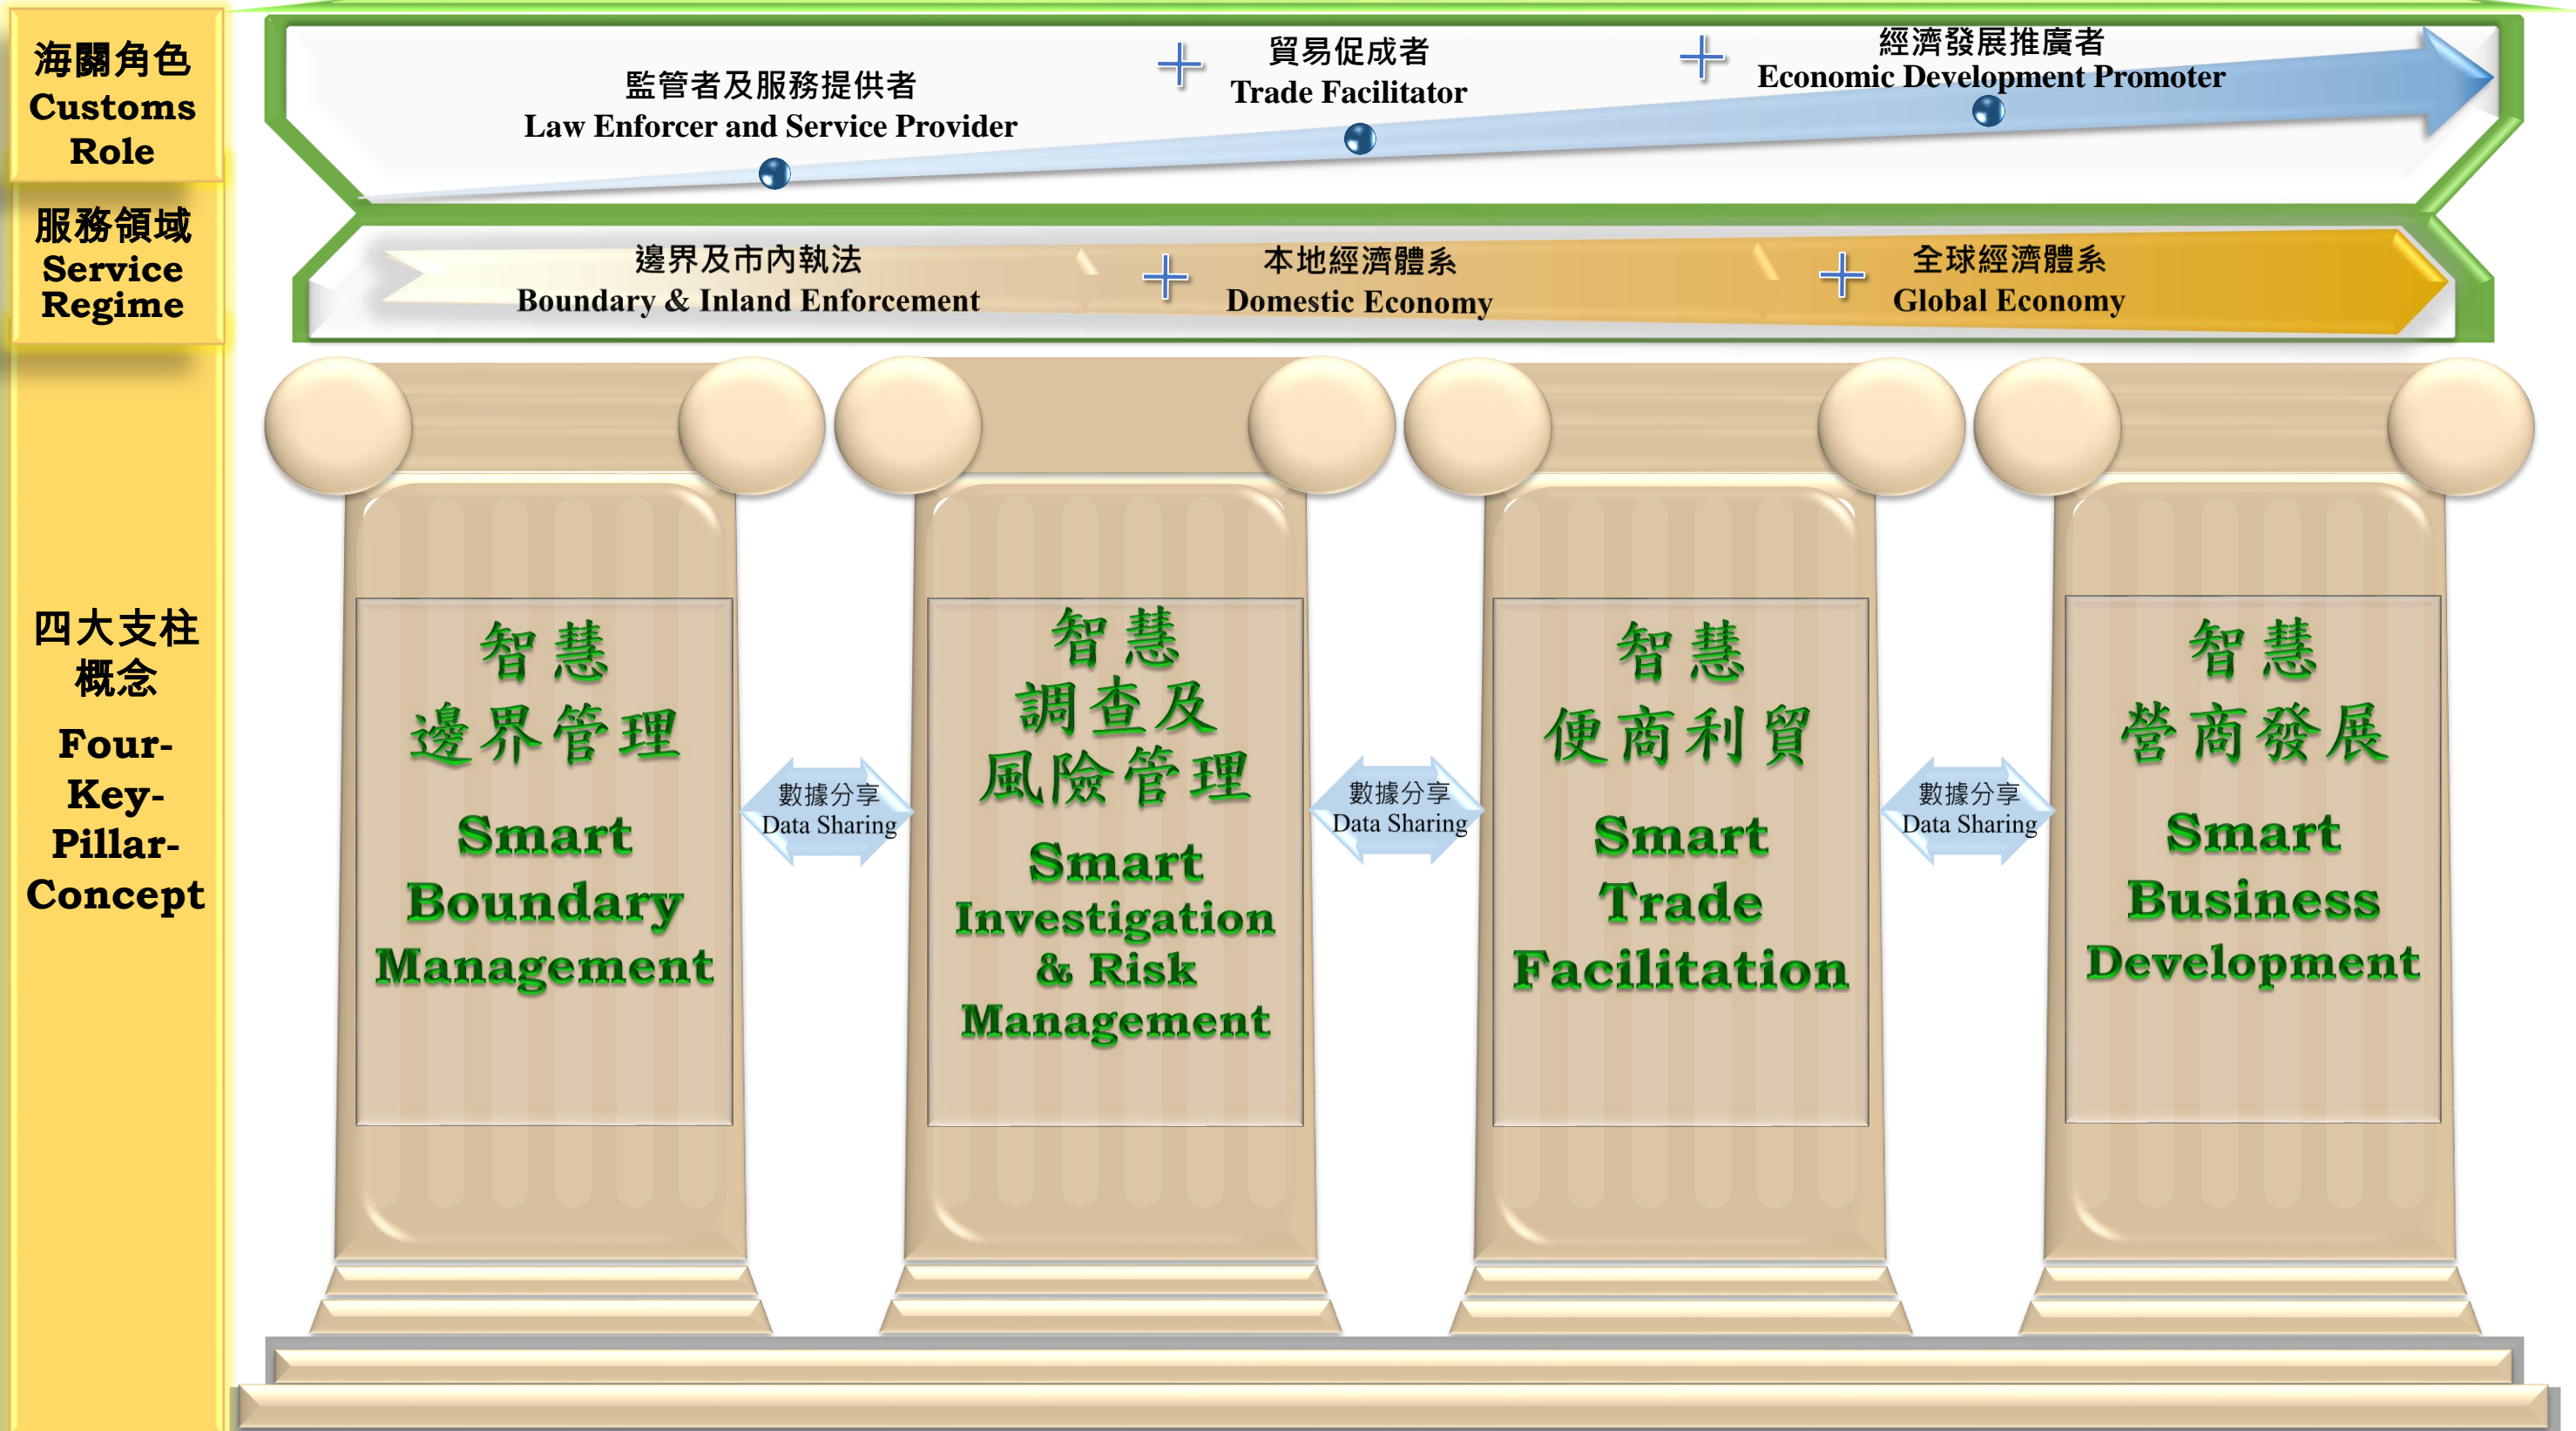 海關角色
Customs
Role
監管者及服務提供者
Law Enforcer and Service Provider
貿易促成者
Trade Facilitator
經濟發展推廣者
Economic Development Promoter
服務領域
Service
Regime
邊界及市內執法
Boundary & Inland Enforcement
本地經濟體系
Domestic Economy
全球經濟體系
Global Economy
四大支柱
概念
Four-
Key-
Pillar-
Concept
智慧
邊界管理
Smart
Boundary
Management
數據分享
Data Sharing
智慧
調查及
風險管理
Smart
Investigation
& Risk
Management
數據分享
Data Sharing
智慧
便商利貿
Smart
Trade
Facilitation
數據分享
Data Sharing
智慧
營商發展
Smart
Business
Development